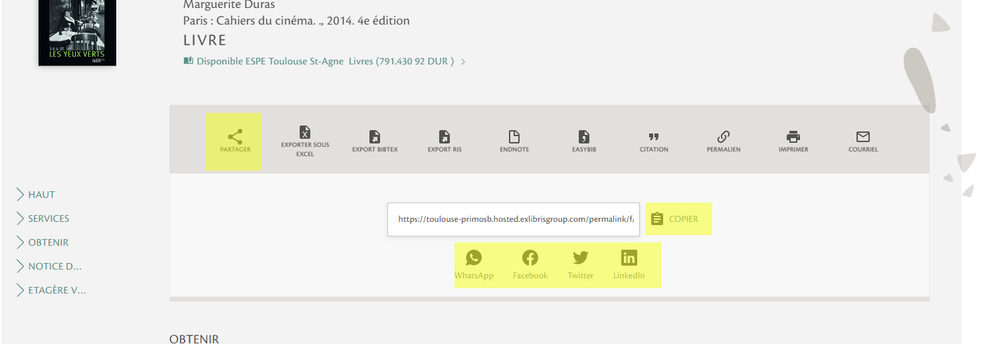 Marguerite Duras
Paris : Cahiers du cinéma. ., 2014. 4e édition
LIVRE
Disponible ESPE Toulouse St-Agne Livres (791.430 92 DUR )
LES YEUX VERTS
PARTAGER
EXPORTER SOUS
EXCEL
EXPORT BIBTEX
EXPORT RIS
ENDNOTE
EASYBIB
CITATION
PERMALIEN
IMPRIMER
COURRIEL
HAUT
SERVICES
OBTENIR
NOTICE D...
ETAGÈRE V...
https://toulouse-primosb.hosted.exlibrisgroup.com/permalink/f/
COPIER
WhatsApp
Facebook
Twitter
LinkedIn
OBTENIR